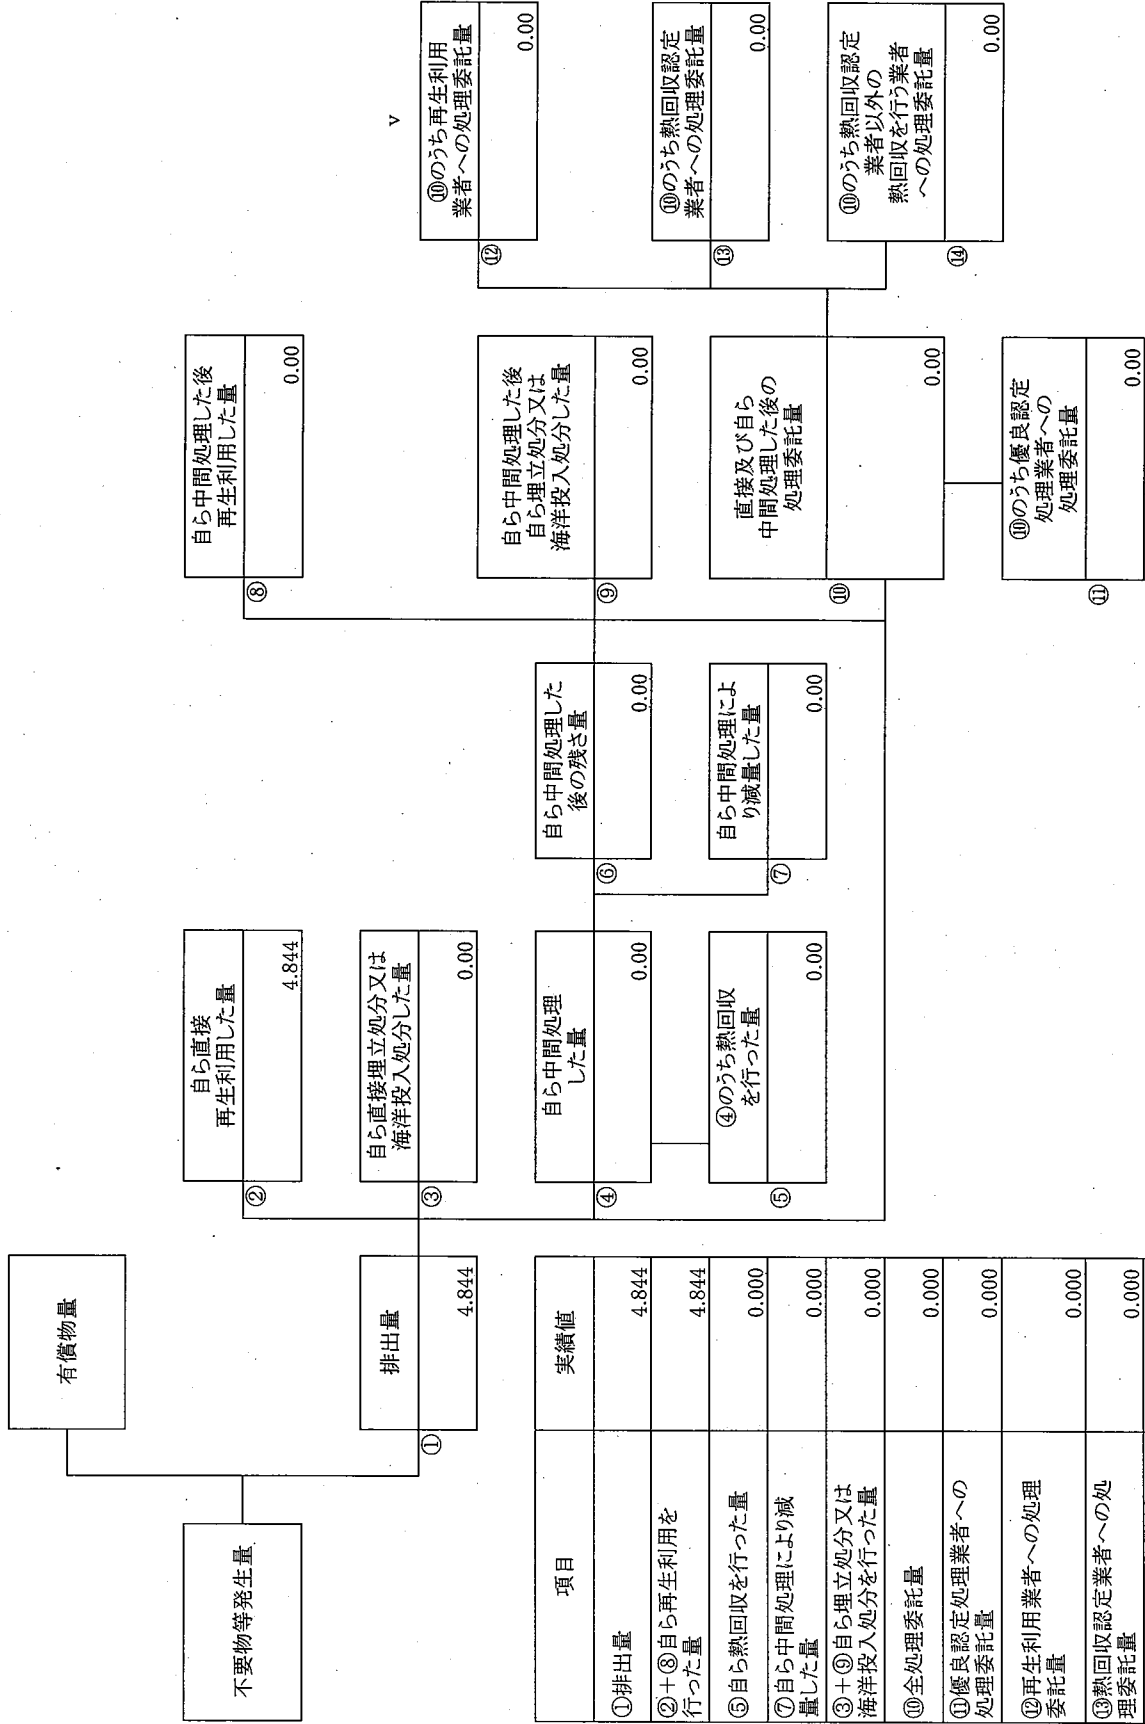 不要物等発生量
有償物量
①
排出量
4.844
②
自ら直接
再生利用した量
4.844
③
自ら直接埋立処分又は
海洋投入処分した量
0.00
④
自ら中間処理
した量
0.00
⑤
④のうち熱回収
を行った量
0.00
⑥
自ら中間処理した
後の残さ量
0.00
⑦
自ら中間処理によ
り減量した量
0.00
⑧
自ら中間処理した後
再生利用した量
0.00
⑨
自ら中間処理した後
自ら埋立処分又は
海洋投入処分した量
0.00
⑩
直接及び自ら
中間処理した後の
処理委託量
0.00
⑪
⑩のうち優良認定
処理業者への
処理委託量
0.00
v
⑫
⑩のうち再生利用
業者への処理委託量
0.00
⑬
⑩のうち熱回収認定
業者への処理委託量
0.00
⑭
⑩のうち熱回収認定
業者以外の
熱回収を行う業者
への処理委託量
0.00
項目 実績値
①排出量 4.844
②+⑧自ら再生利用を
行った量 4.844
⑤自ら熱回収を行った量 0.000
⑦自ら中間処理により減
量した量 0.000
③+⑨自ら埋立処分又は
海洋投入処分を行った量 0.000
⑩全処理委託量 0.000
⑪優良認定処理業者への
処理委託量 0.000
⑫再生利用業者への処理
委託量 0.000
⑬熱回収認定業者への処
理委託量 0.000